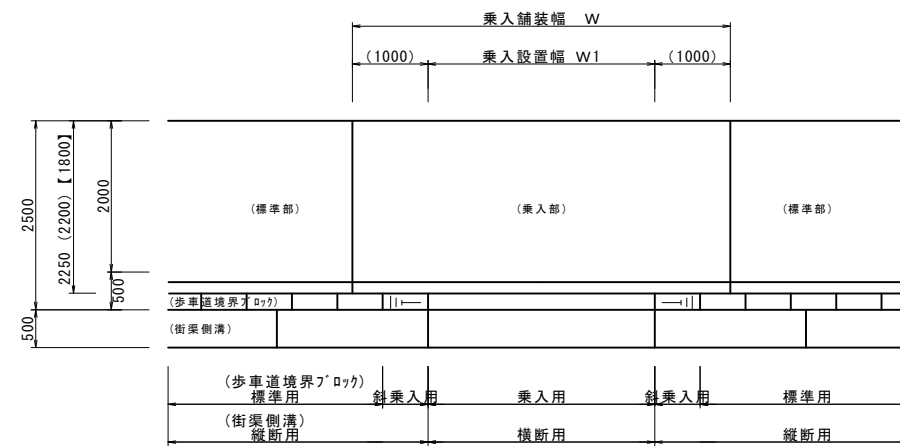 乗入舗装幅 W
(1000) 乗入設置幅 W1 (1000)
2500
2250 (2200)【1800】
2000
500
500
(標準部) (乗入部) (標準部)
(歩車道境界ブロック)
(街渠側溝)
(歩車道境界ブロック)
標準用 斜乗入用 乗入用 斜乗入用 標準用
(街渠側溝)
縦断用 横断用 縦断用